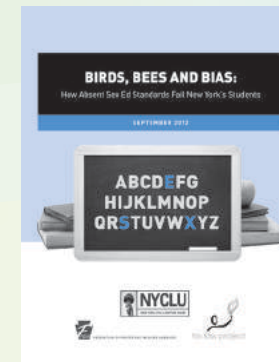 BIRDS, BEES AND BIAS:
How Absent Sex Ed Standards Fail New York's Students
SEPTEMBER 2012
ABCDEFG
HIJKLMNOP
QRSTUVWXYZ
NYCLU